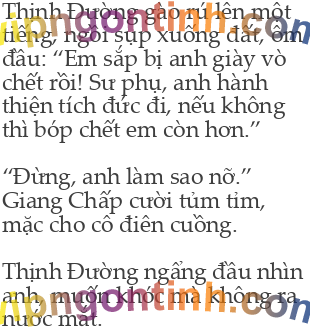 Thịnh Đường gào rú lên một
tiếng, ngồi sụp xuống đất, ôm
đầu: “Em sắp bị anh giày vò
chết rồi! Sư phụ, anh hành
thiện tích đức đi, nếu không
thì bóp chết em còn hơn.”
“Đừng, anh làm sao nỡ.”
Giang Chấp cười tủm tỉm,
mặc cho cô điên cuồng.
Thịnh Đường ngẩng đầu nhìn
anh, muốn khóc mà không ra
nước mắt.
vipngontinh.com
vipngontinh.com